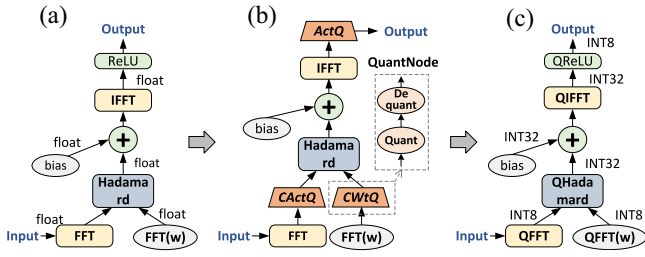 (a)
Output
ReLU
float
IFFT
float
+
bias
float
Hadama
rd
float
float
Input
FFT
FFT(w)
(b)
ActQ
Output
IFFT
QuantNode
De
quant
+
bias
Quant
Hadama
rd
CActQ
CWtQ
Input
FFT
FFT(w)
(c)
Output
INT8
QReLU
INT32
QIFFT
INT32
+
bias
INT32
QHada
mard
INT8
INT8
Input
QFFT
QFFT(w)